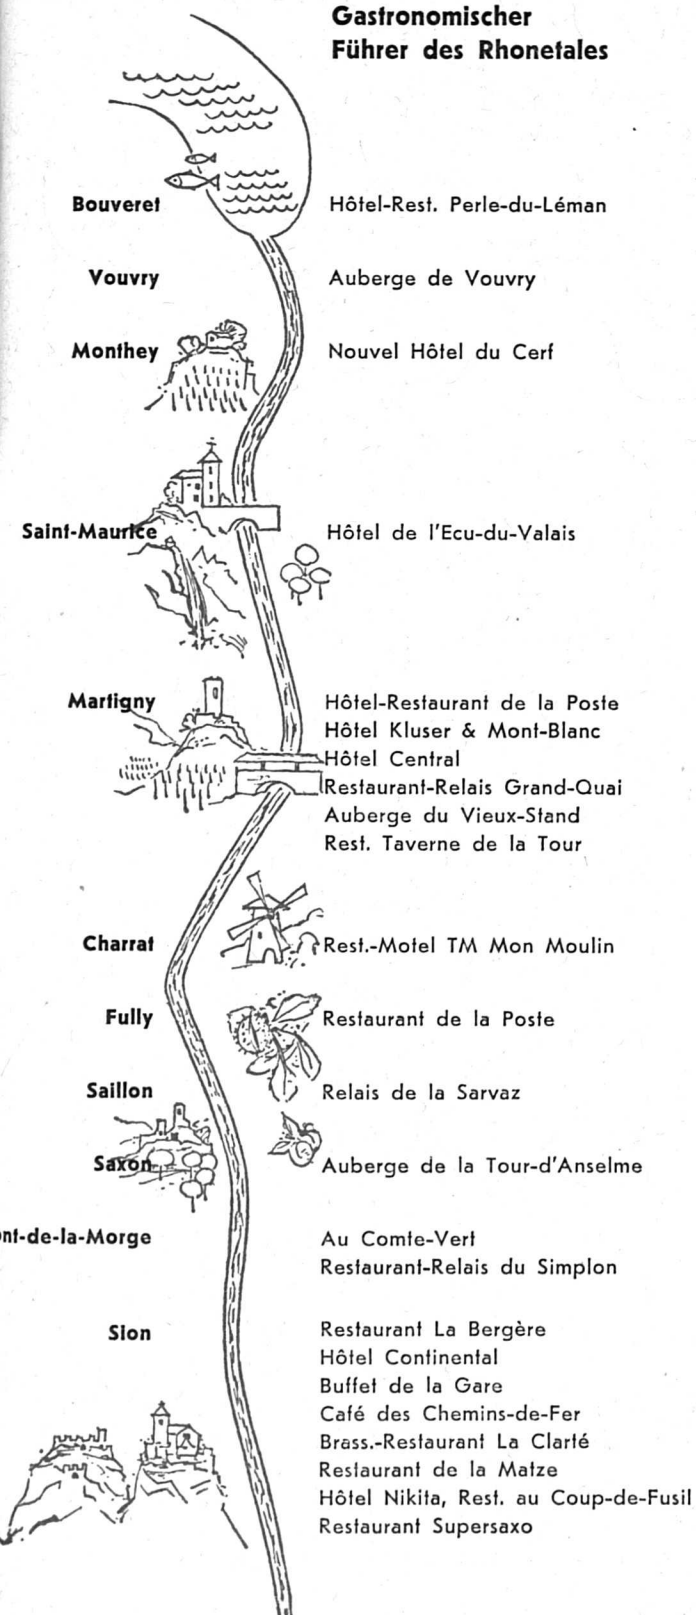 Gastronomischer
Führer des Rhonetales
Bouveret Hôtel-Rest. Perle-du-Léman
Vouvry Auberge de Vouvry
Monthey Nouvel Hôtel du Cerf
Saint-Maurice Hôtel de l'Ecu-du-Valais
Martigny Hôtel-Restaurant de la Poste
Hôtel Kluser & Mont-Blanc
Hôtel Central
Restaurant-Relais Grand-Quai
Auberge du Vieux-Stand
Rest. Taverne de la Tour
Charrat Rest.-Motel TM Mon Moulin
Fully Restaurant de la Poste
Saillon Relais de la Sarvaz
Saxon Auberge de la Tour-d'Anselme
nt-de-la-Morge Au Comte-Vert
Restaurant-Relais du Simplon
Sion Restaurant La Bergère
Hôtel Continental
Buffet de la Gare
Café des Chemins-de-Fer
Brass.-Restaurant La Clarté
Restaurant de la Matze
Hôtel Nikita, Rest. au Coup-de-Fusil
Restaurant Supersaxo